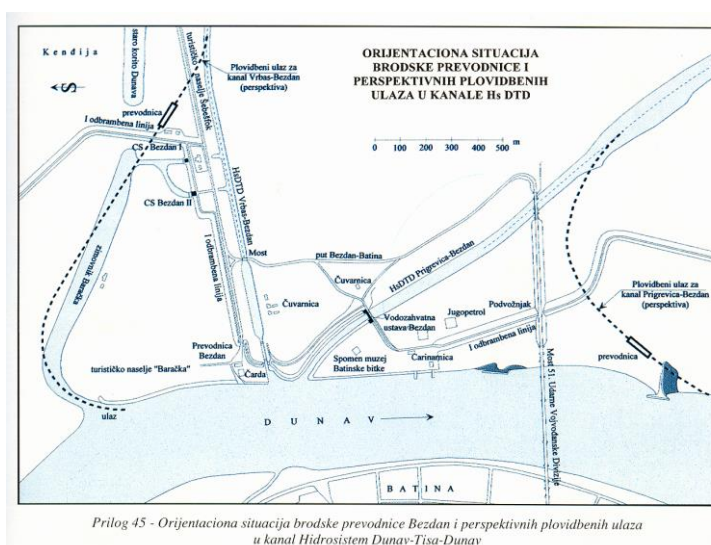 ORIJENTACIONA SITUACIJA
BRODSKE PREVODNICE I
PERSPEKTIVNIH PLOVIDBENIH
ULAZA U KANALE Hs DTD
Kenđija
S
staro korito Dunava
turističko naselje Šebešfok
Plovidbeni ulaz za
kanal Vrbas-Bezdan
(perspektiva)
prevodnica
I odbrambena linija
CS Bezdan I
CS Bezdan II
0 100 200 300 400 500 m
HsDTD Vrbas-Bezdan
I odbrambena linija
zimovnik Baračka
Most
put Bezdan-Batina
HsDTD Prigrevica-Bezdan
Čuvarnica
Čuvarnica
Plovidbeni ulaz za
kanal Prigrevica-Bezdan
(perspektiva)
Vodozahvatna
ustava Bezdan
Jugopetrol
Podvožnjak
I odbrambena linija
Prevodnica
Bezdan
Spomen muzej
Batinske bitke
Carinarnica
prevodnica
turističko naselje "Baračka"
Čarda
ulaz
DUNAV
Most 51. Udarne Vojvođanske Divizije
BATINA
Prilog 45 - Orijentaciona situacija brodske prevodnice Bezdan i perspektivnih plovidbenih ulaza
u kanal Hidrosistem Dunav-Tisa-Dunav